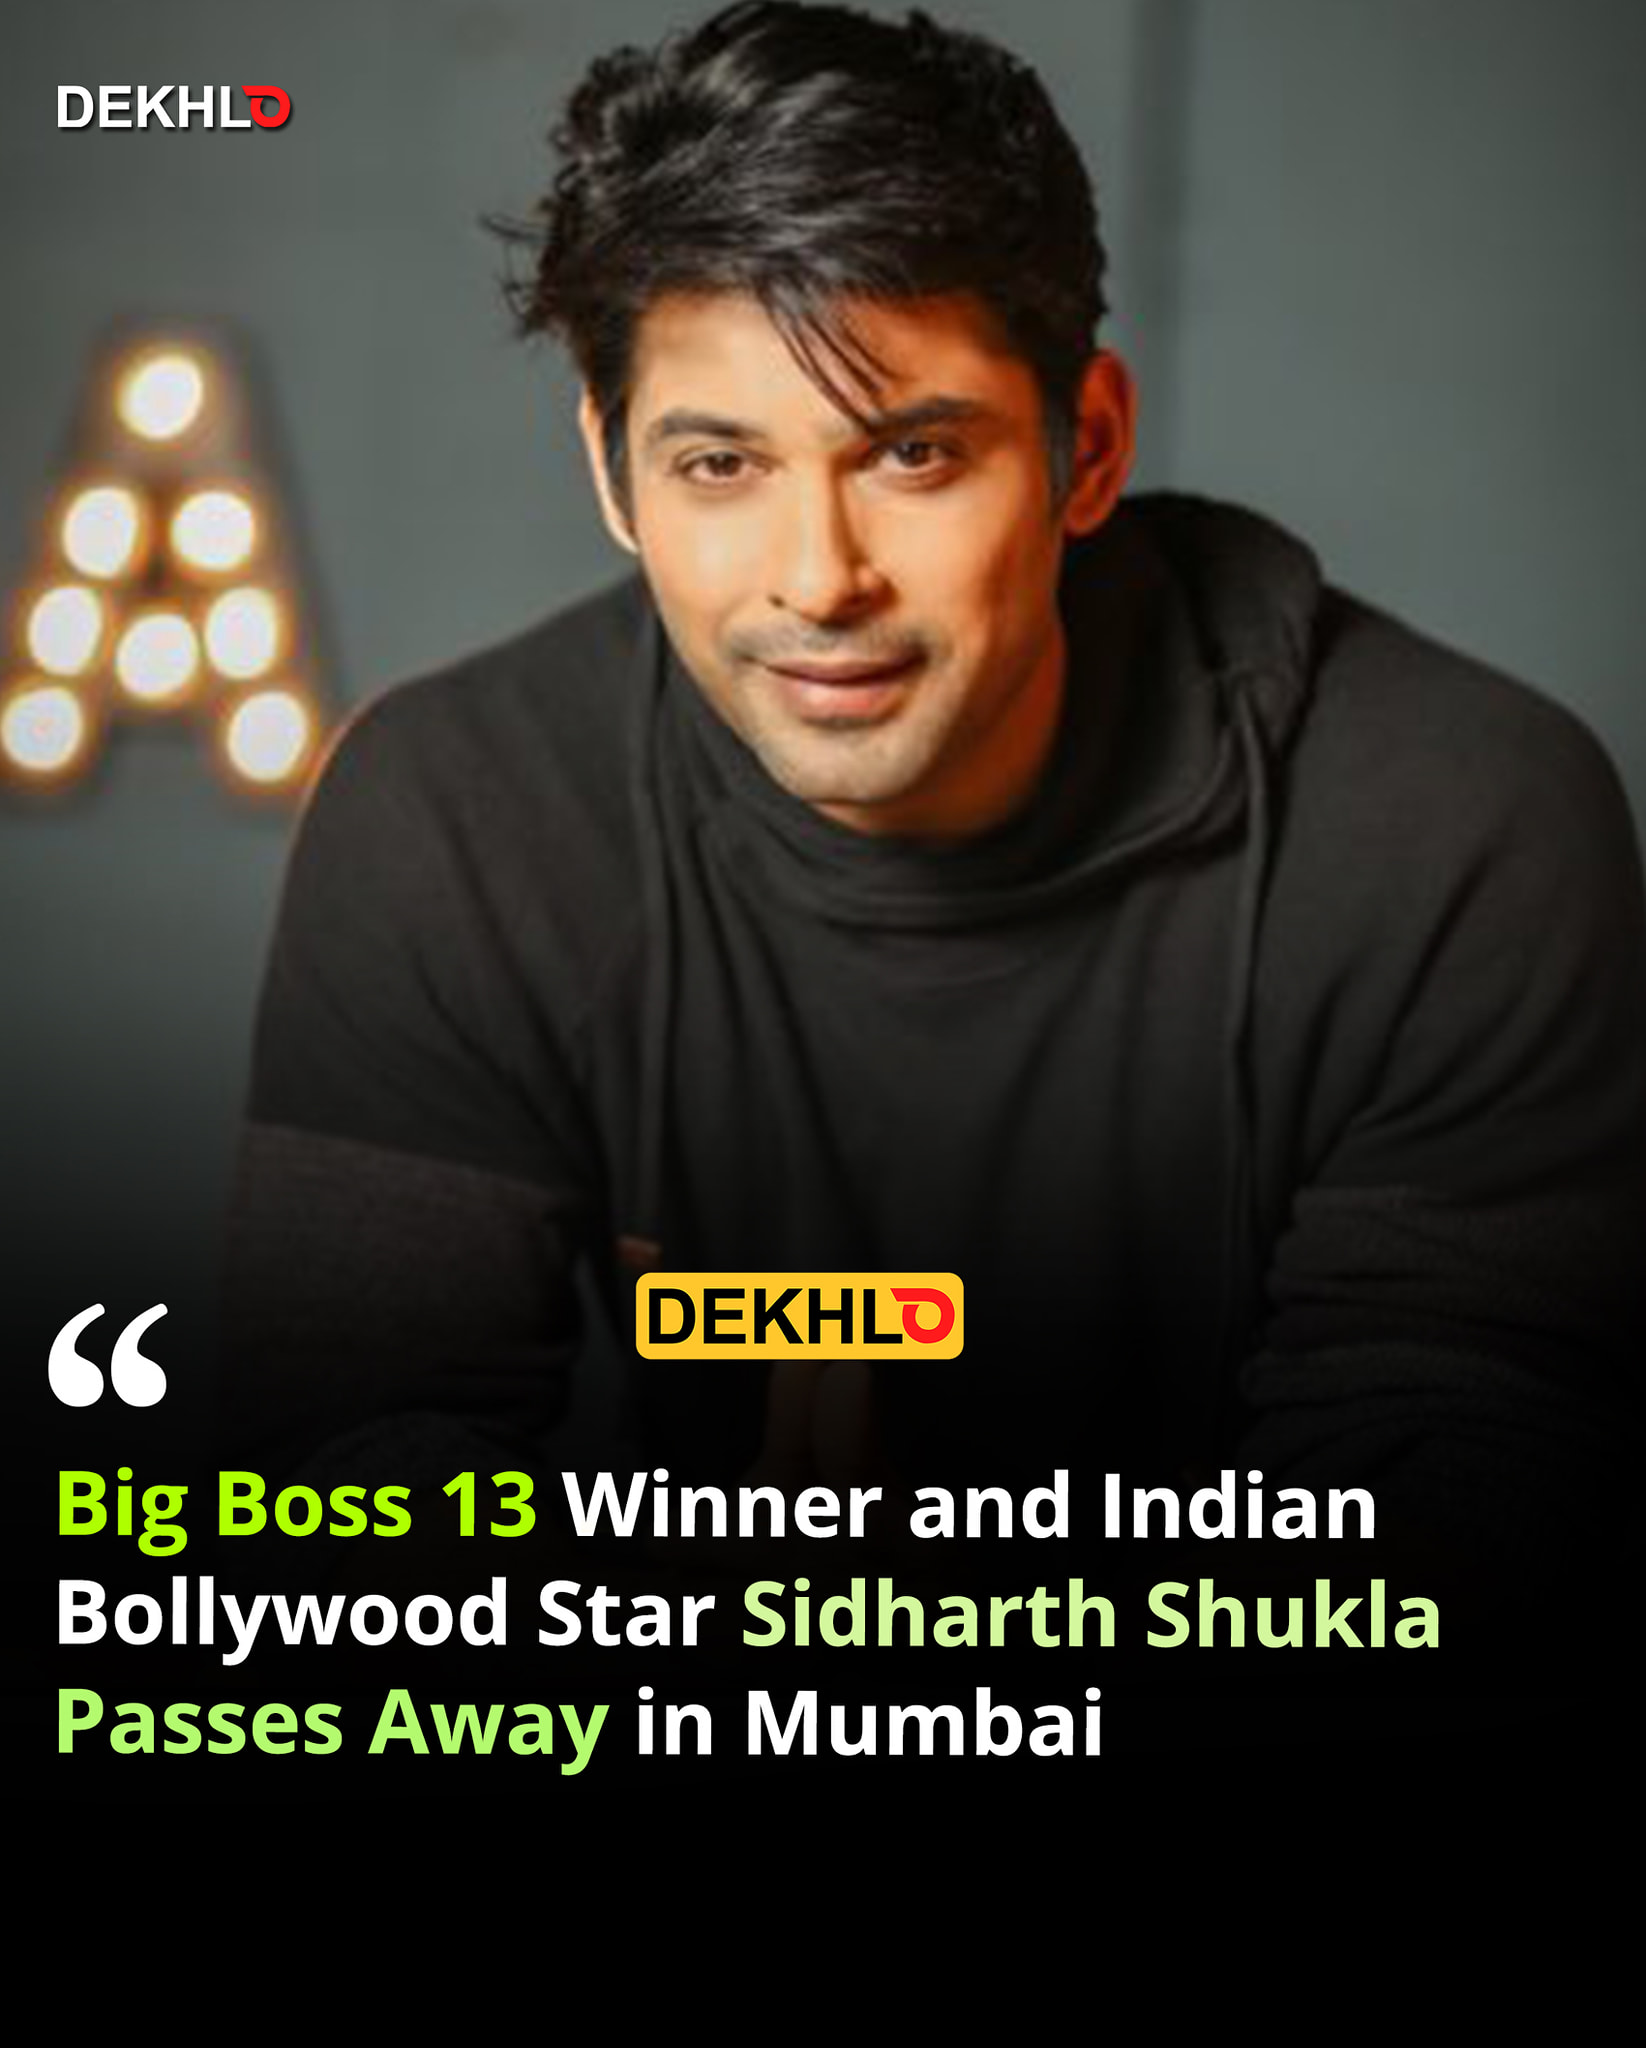 DEKHLO
A
DEKHLO
“
Big Boss 13 Winner and Indian
Bollywood Star Sidharth Shukla
Passes Away in Mumbai